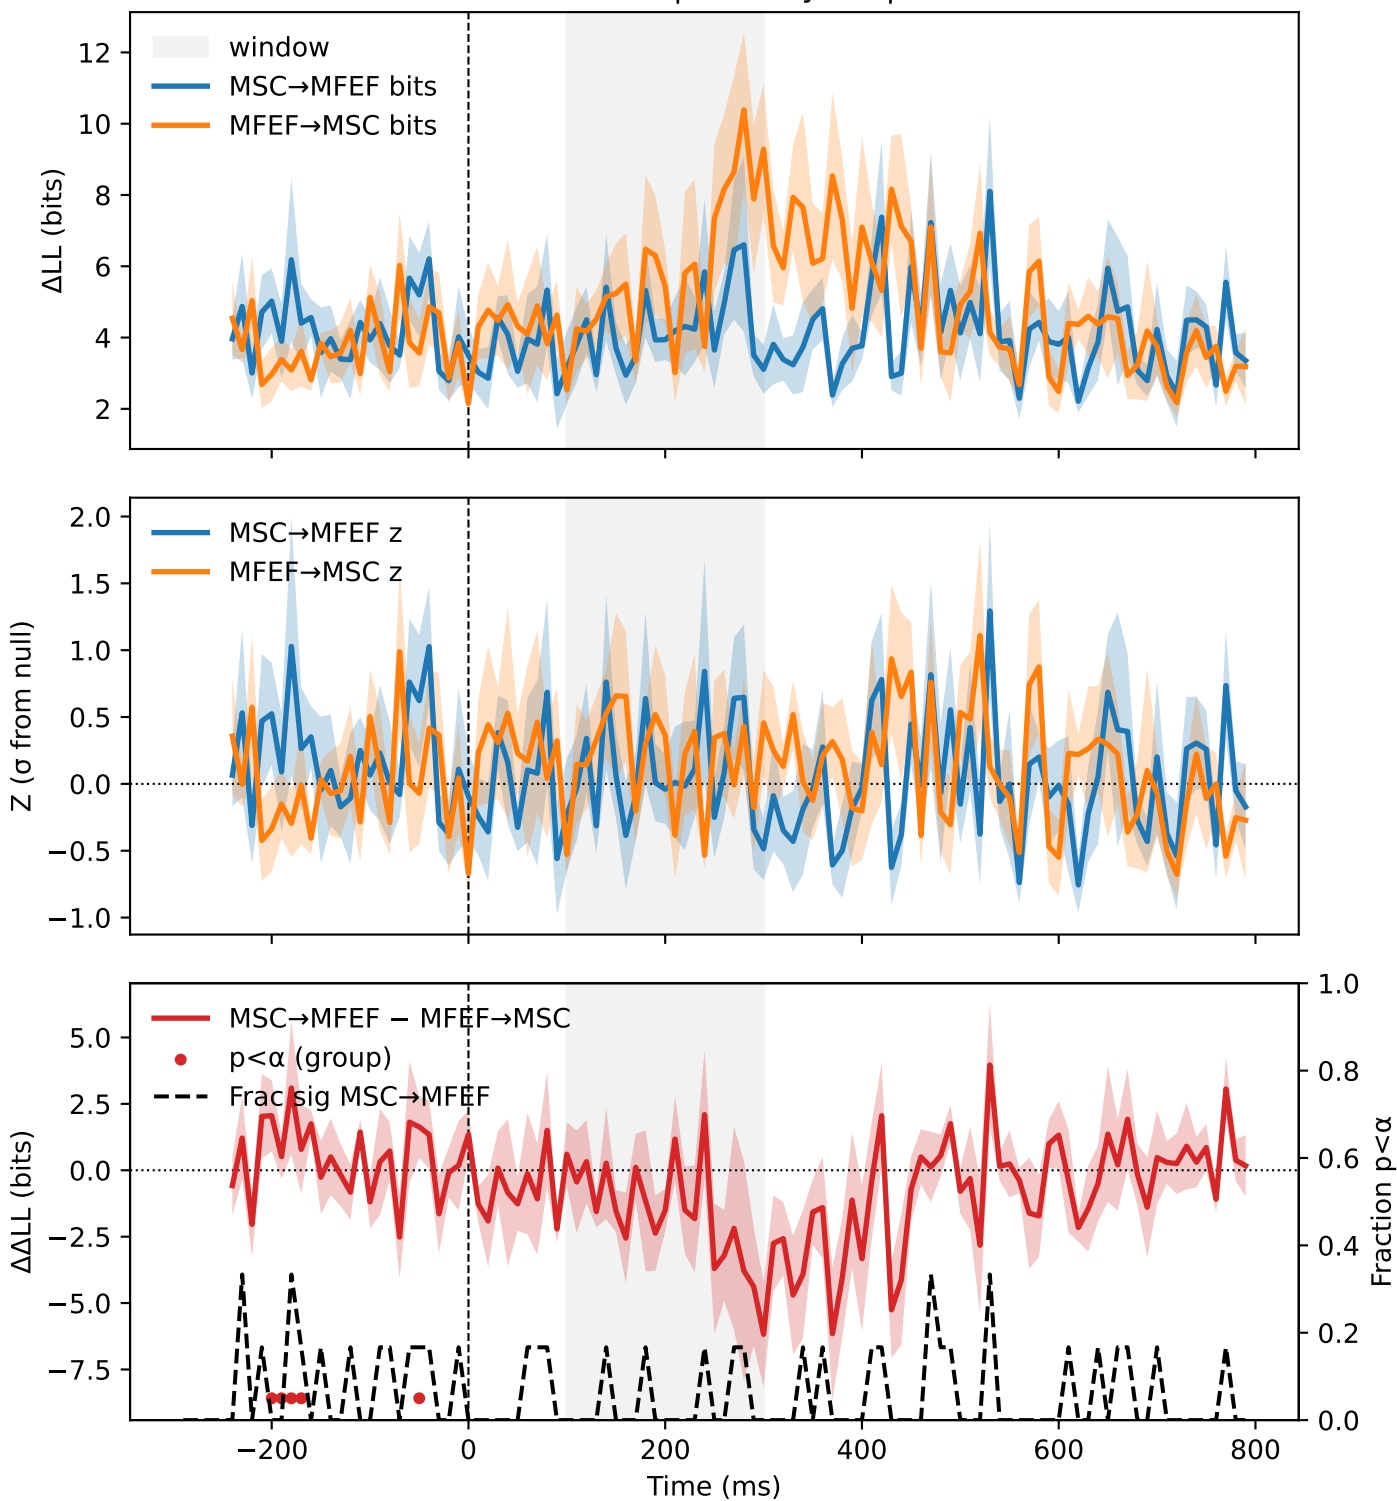 12
10
8
6
4
2
ΔLL (bits)
window
MSC→MFEF bits
MFEF→MSC bits
2.0
1.5
1.0
0.5
0.0
−0.5
−1.0
Z (σ from null)
MSC→MFEF z
MFEF→MSC z
5.0
2.5
0.0
−2.5
−5.0
−7.5
ΔΔLL (bits)
MSC→MFEF − MFEF→MSC
p<α (group)
Frac sig MSC→MFEF
1.0
0.8
0.6
0.4
0.2
0.0
Fraction p<α
−200
0
200
400
600
800
Time (ms)